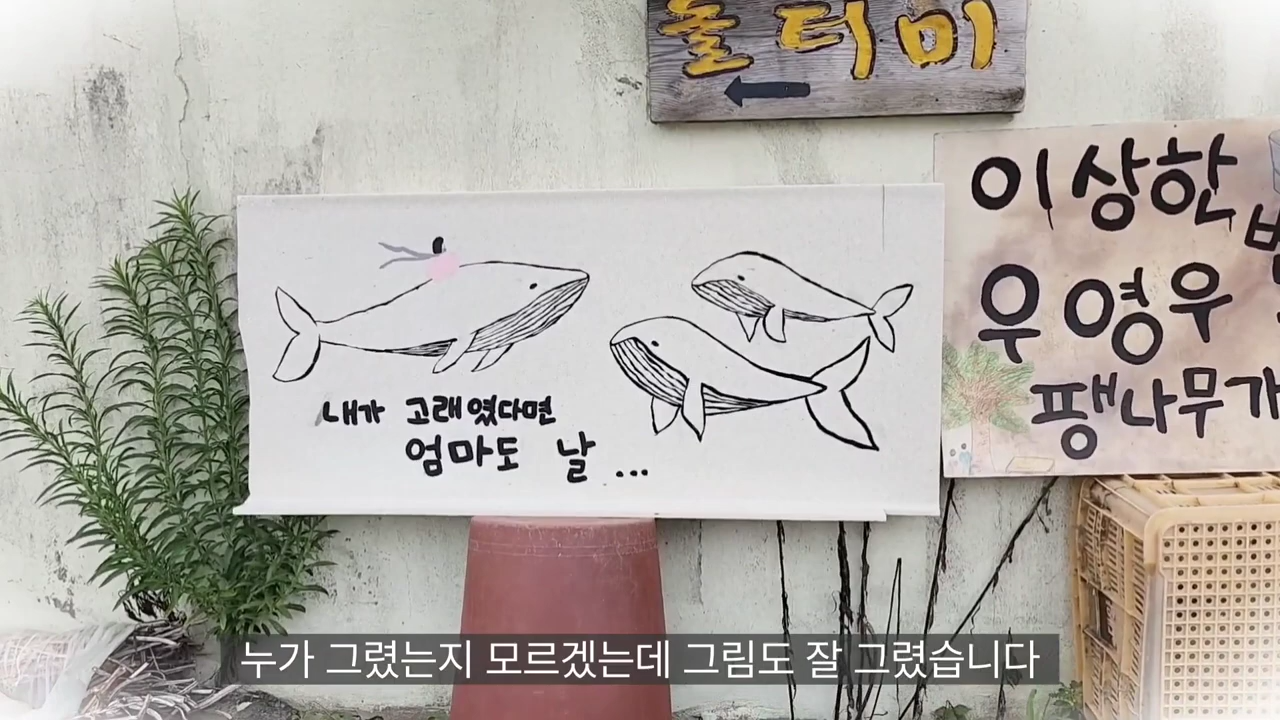 돌터미
이상한
우영우
팽나무가
내가 고래였다면
엄마도 날 ...
누가 그렸는지 모르겠는데 그림도 잘 그렸습니다